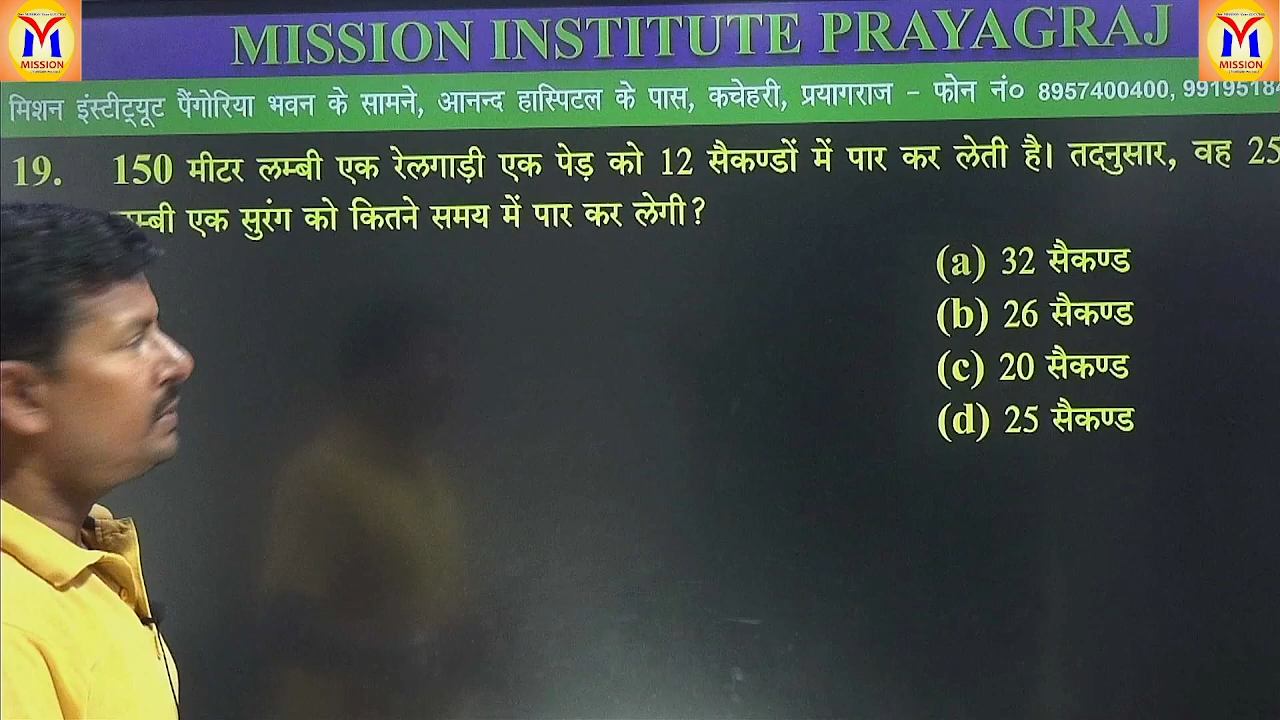 MISSION INSTITUTE PRAYAGRAJ
MISSION
MISSION
मिशन इंस्टीट्यूट पैंगोरिया भवन के सामने, आनन्द हास्पिटल के पास, कचेहरी, प्रयागराज - फोन नं० 8957400400, 9919518
19. 150 मीटर लम्बी एक रेलगाड़ी एक पेड़ को 12 सैकण्डों में पार कर लेती है। तद्नुसार, वह 25
म्बी एक सुरंग को कितने समय में पार कर लेगी?
(a) 32 सैकण्ड
(b) 26 सैकण्ड
(c) 20 सैकण्ड
(d) 25 सैकण्ड